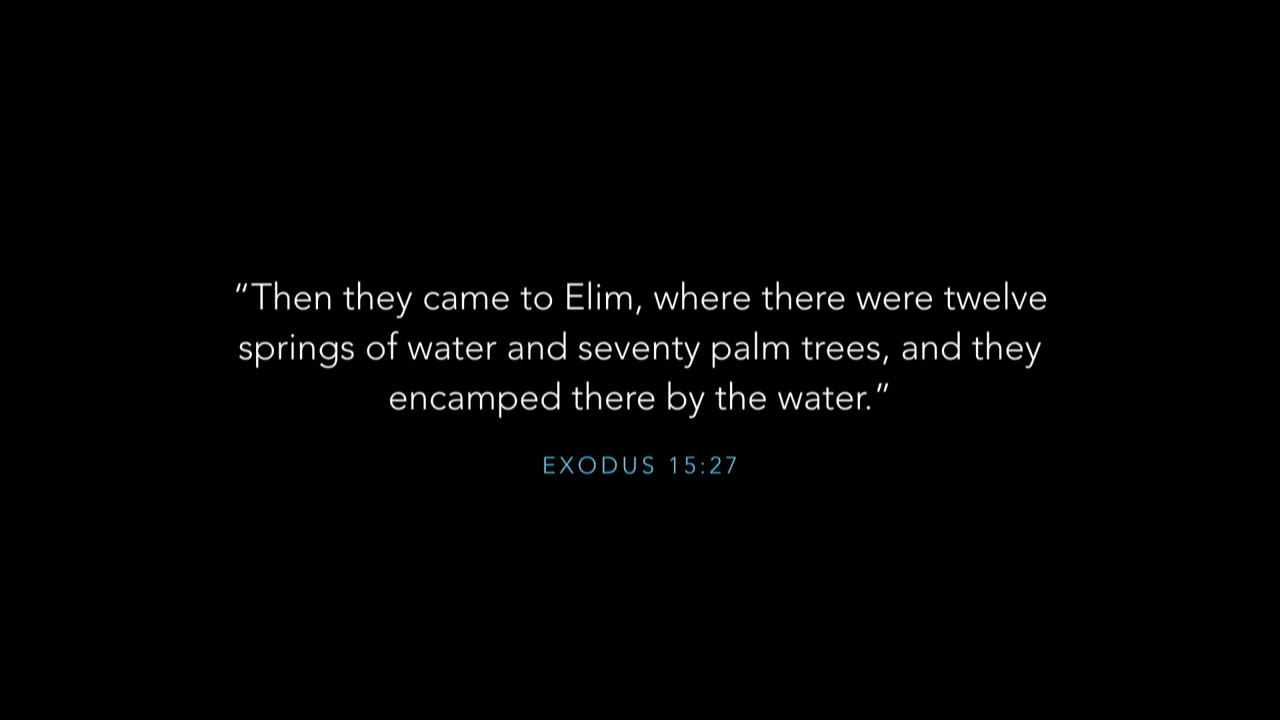 “Then they came to Elim, where there were twelve
springs of water and seventy palm trees, and they
encamped there by the water.”
EXODUS 15:27